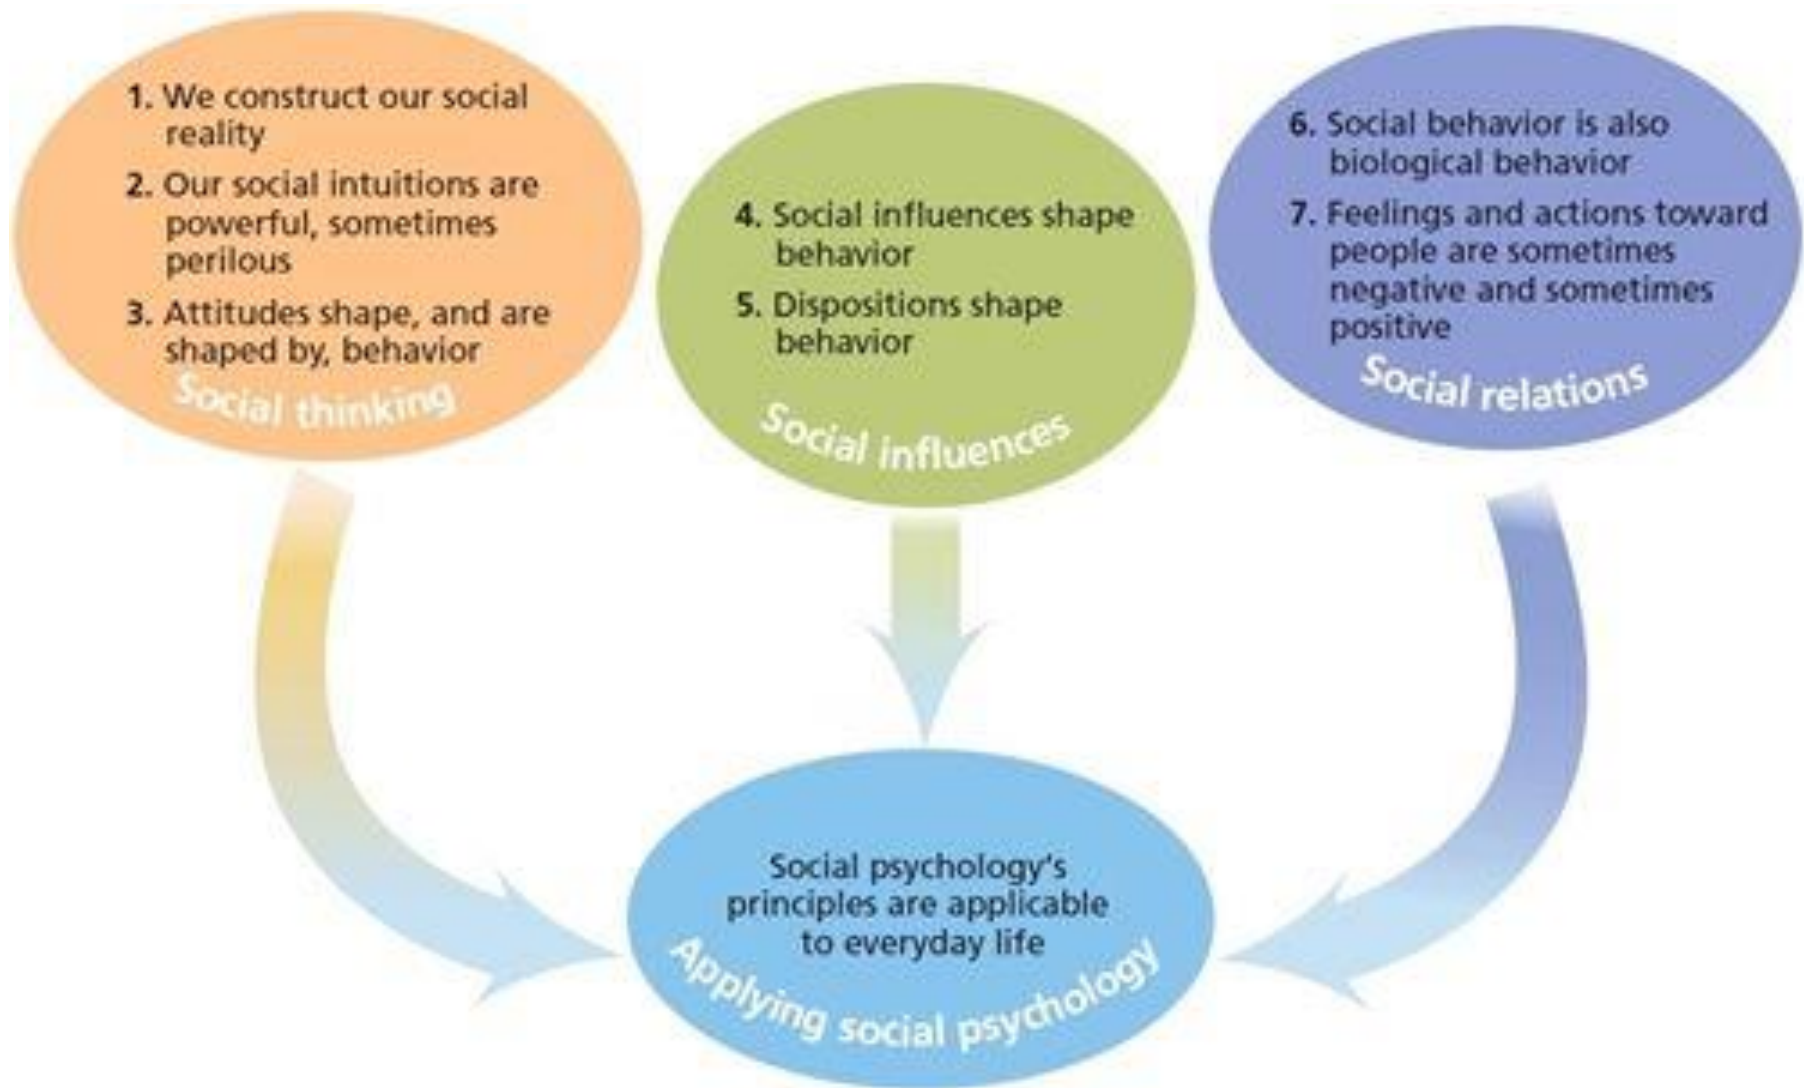 1. We construct our social
reality
2. Our social intuitions are
powerful, sometimes
perilous
3. Attitudes shape, and are
shaped by, behavior
Social thinking
4. Social influences shape
behavior
5. Dispositions shape
behavior
Social influences
6. Social behavior is also
biological behavior
7. Feelings and actions toward
people are sometimes
negative and sometimes
positive
Social relations
Social psychology's
principles are applicable
to everyday life
Applying social psychology